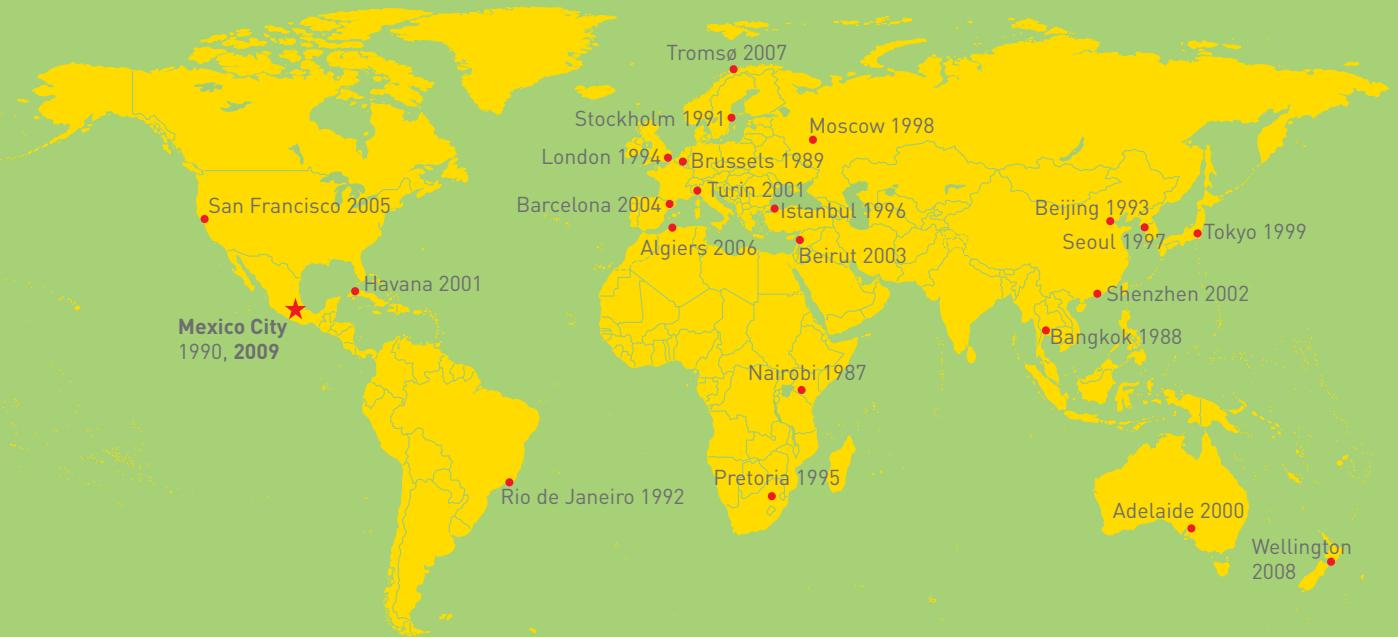 Tromsø 2007
Stockholm 1991
Moscow 1998
London 1994
Brussels 1989
Turin 2001
San Francisco 2005
Barcelona 2004
Istanbul 1996
Beijing 1993
Seoul 1997
Tokyo 1999
Algiers 2006
Beirut 2003
Havana 2001
Shenzhen 2002
Mexico City
1990, 2009
Bangkok 1988
Nairobi 1987
Pretoria 1995
Rio de Janeiro 1992
Adelaide 2000
Wellington
2008